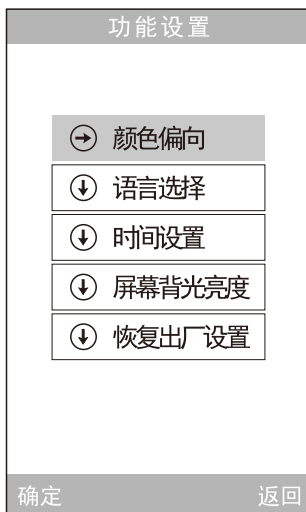 功能设置
颜色偏向
语言选择
时间设置
屏幕背光亮度
恢复出厂设置
确定 返回